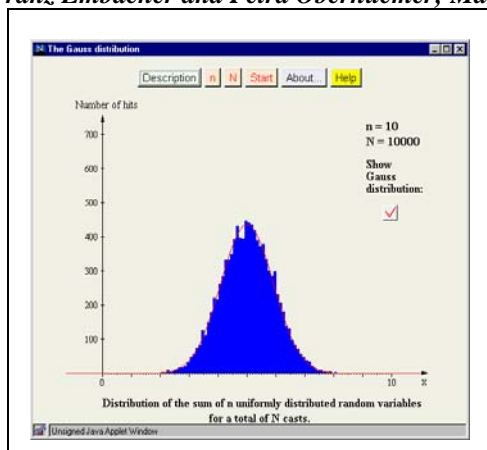 Franz Embacher and Petra Oberhuemer, Ma
The Gauss distribution
Description n N Start About... Help
Number of hits
n = 10
N = 10000
Show
Gauss
distribution:
700
600
500
400
300
200
100
0 10 x
Distribution of the sum of n uniformly distributed random variables
for a total of N casts.
Unsigned Java Applet Window